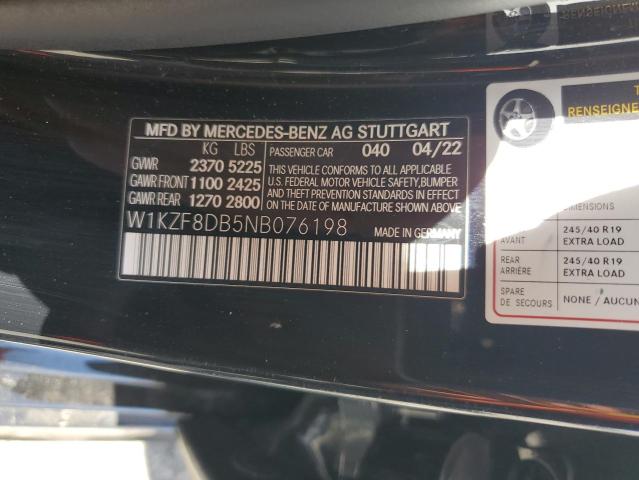 MFD BY MERCEDES-BENZ AG STUTTGART
KG LBS PASSENGER CAR 040 04/22
GVWR 2370 5225
GAWR FRONT 1100 2425
GAWR REAR 1270 2800
THIS VEHICLE CONFORMS TO ALL APPLICABLE
U.S. FEDERAL MOTOR VEHICLE SAFETY, BUMPER
AND THEFT PREVENTION STANDARDS IN EFFECT
ON THE DATE OF MANUFACTURE SHOWN ABOVE.
W1KZF8DB5NB076198 MADE IN GERMANY
RENSEIGNE
DIMENSION
AVANT
245/40 R19
EXTRA LOAD
REAR
ARRIÈRE
245/40 R19
EXTRA LOAD
SPARE
DE SECOURS
NONE / AUCUN